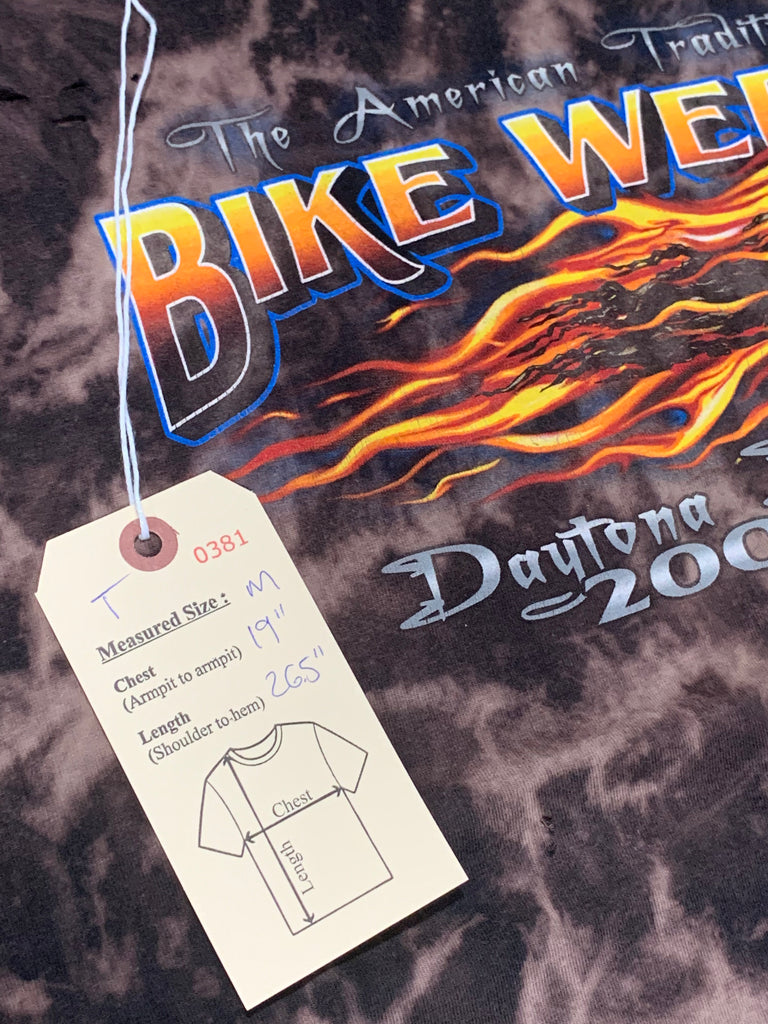 The American Traditi
BIKE WEE
Daytona
200
0381
T
Measured Size: M
Chest 19"
(Armpit to armpit)
Length 26.5"
(Shoulder to hem)
Chest
Length